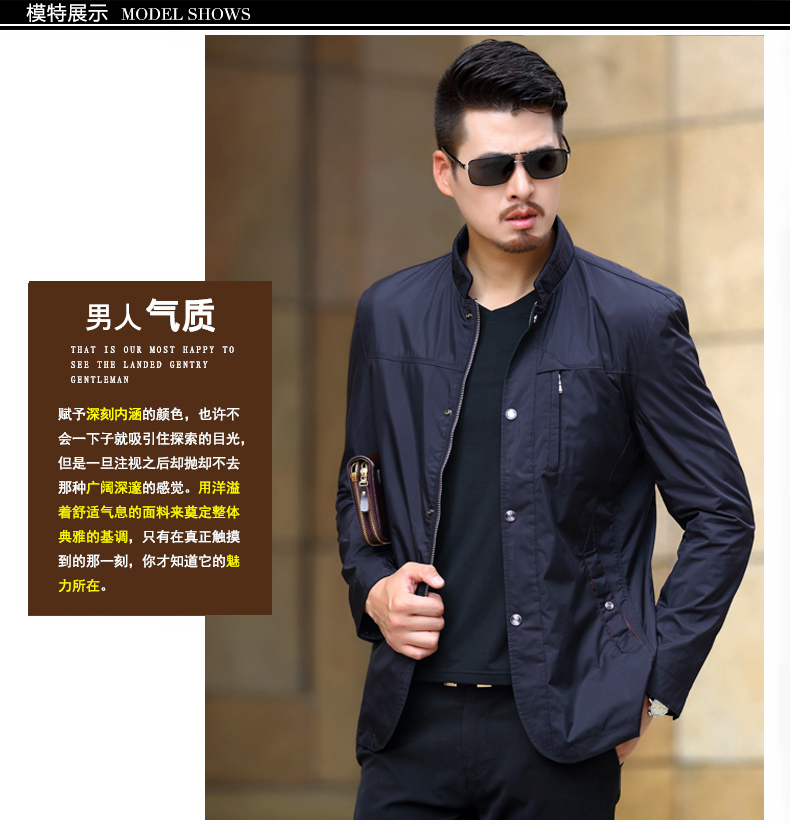 模特展示 MODEL SHOWS
男人气质
THAT IS OUR MOST HAPPY TO
SEE THE LANDED GENTRY
GENTLEMAN
赋予深刻内涵的颜色，也许不
会一下子就吸引住探索的目光，
但是一旦注视之后却抛却不去
那种广阔深邃的感觉。用洋溢
着舒适气息的面料来奠定整体
典雅的基调，只有在真正触摸
到的那一刻，你才知道它的魅
力所在。